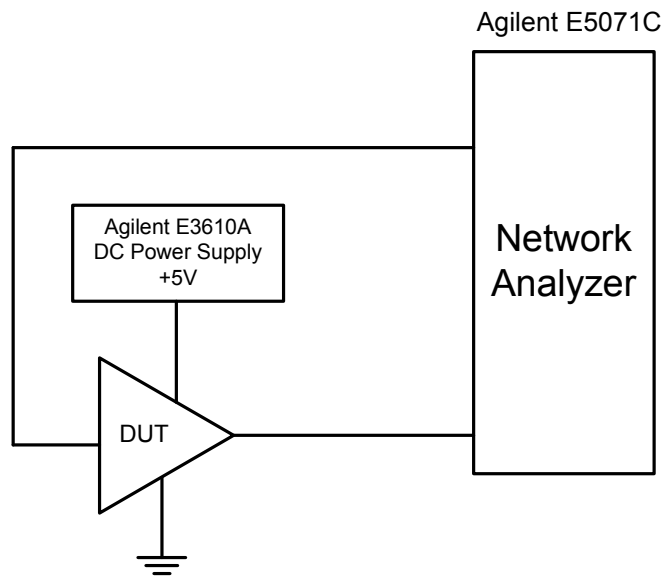 Agilent E5071C
Agilent E3610A
DC Power Supply
+5V
Network
Analyzer
DUT